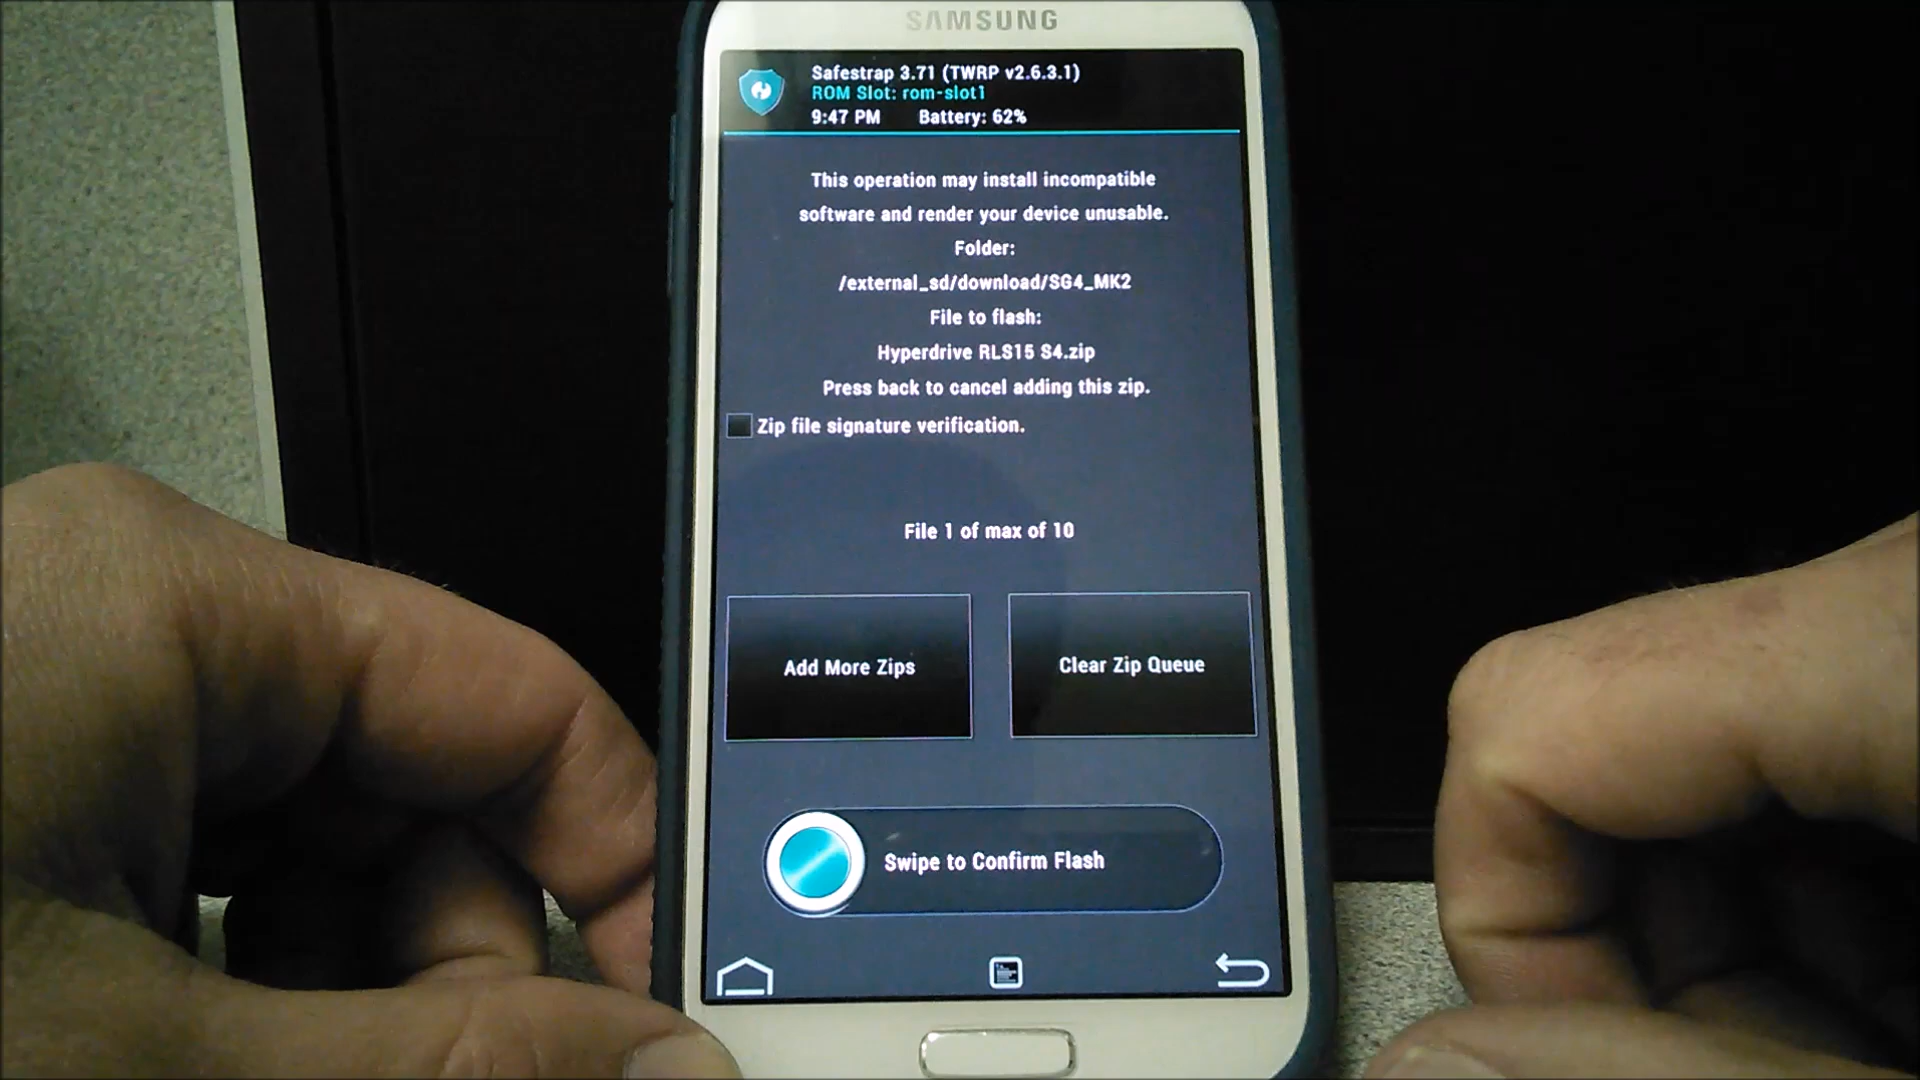 SAMSUNG
Safestrap 3.71 (TWRP v2.6.3.1)
ROM Slot: rom-slot1
9:47 PM Battery: 62%
This operation may install incompatible
software and render your device unusable.
Folder:
/external_sd/download/SG4_MK2
File to flash:
Hyperdrive RLS15 S4.zip
Press back to cancel adding this zip.
Zip file signature verification.
File 1 of max of 10
Add More Zips
Clear Zip Queue
Swipe to Confirm Flash